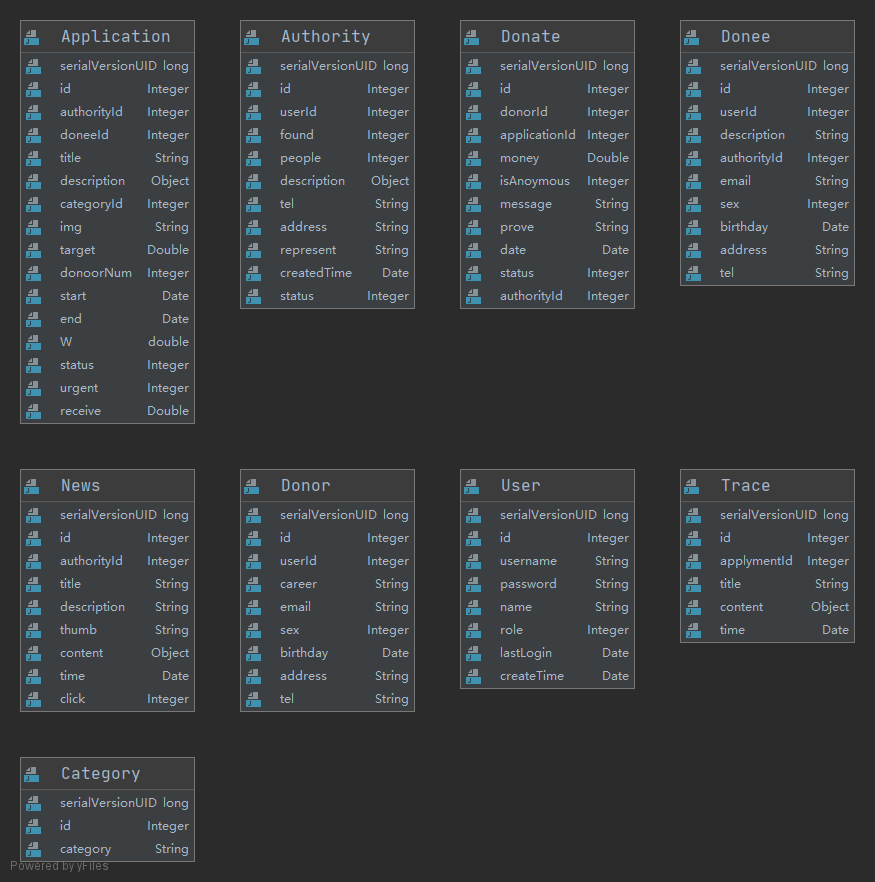 Application
serialVersionUID long
id Integer
authorityId Integer
doneeId Integer
title String
description Object
categoryId Integer
img String
target Double
donoorNum Integer
start Date
end Date
W double
status Integer
urgent Integer
receive Double
Authority
serialVersionUID long
id Integer
userId Integer
found Integer
people Integer
description Object
tel String
address String
represent String
createdTime Date
status Integer
Donate
serialVersionUID long
id Integer
donorId Integer
applicationId Integer
money Double
isAnoymous Integer
message String
prove String
date Date
status Integer
authorityId Integer
Donee
serialVersionUID long
id Integer
userId Integer
description String
authorityId Integer
email String
sex Integer
birthday Date
address String
tel String
News
serialVersionUID long
id Integer
authorityId Integer
title String
description String
thumb String
content Object
time Date
click Integer
Donor
serialVersionUID long
id Integer
userId Integer
career String
email String
sex Integer
birthday Date
address String
tel String
User
serialVersionUID long
id Integer
username String
password String
name String
role Integer
lastLogin Date
createTime Date
Trace
serialVersionUID long
id Integer
applymentId Integer
title String
content Object
time Date
Category
serialVersionUID long
id Integer
category String
Powered by yFiles